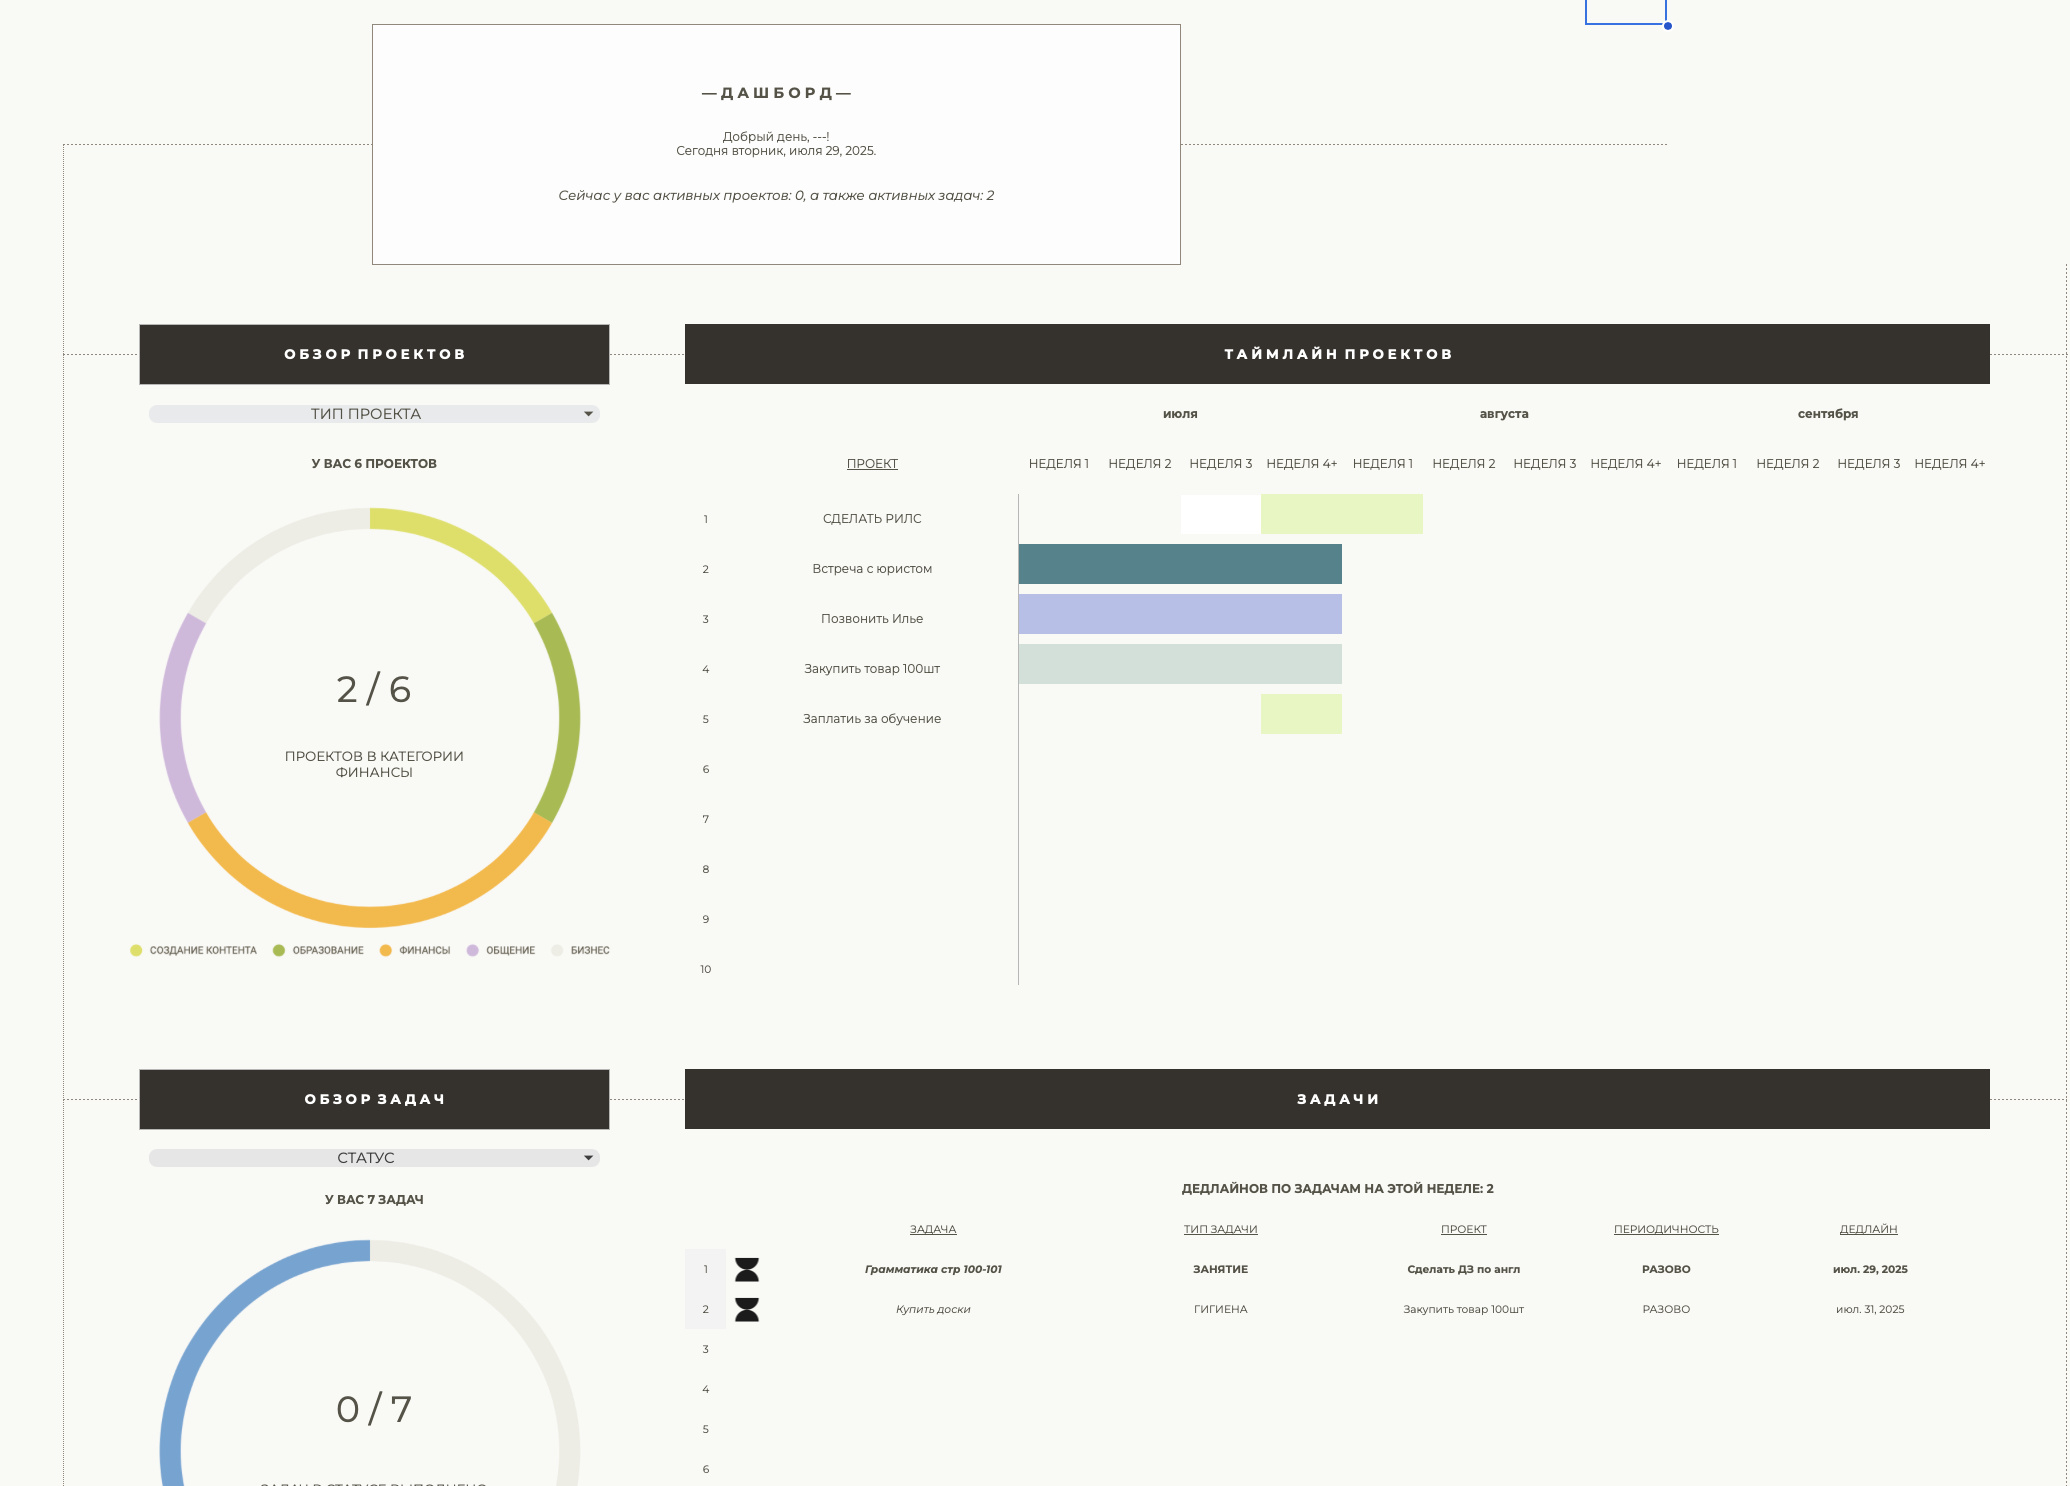 —ДАШБОРД—
Добрый день, ---!
Сегодня вторник, июля 29, 2025.
Сейчас у вас активных проектов: 0, а также активных задач: 2
ОБЗОР ПРОЕКТОВ
ТИП ПРОЕКТА
У ВАС 6 ПРОЕКТОВ
2 / 6
ПРОЕКТОВ В КАТЕГОРИИ
ФИНАНСЫ
СОЗДАНИЕ КОНТЕНТА ОБРАЗОВАНИЕ ФИНАНСЫ ОБЩЕНИЕ БИЗНЕС
ТАЙМЛАЙН ПРОЕКТОВ
июля августа сентября
ПРОЕКТ НЕДЕЛЯ 1 НЕДЕЛЯ 2 НЕДЕЛЯ 3 НЕДЕЛЯ 4+ НЕДЕЛЯ 1 НЕДЕЛЯ 2 НЕДЕЛЯ 3 НЕДЕЛЯ 4+ НЕДЕЛЯ 1 НЕДЕЛЯ 2 НЕДЕЛЯ 3 НЕДЕЛЯ 4+
1 СДЕЛАТЬ РИЛС
2 Встреча с юристом
3 Позвонить Илье
4 Закупить товар 100шт
5 Заплатиь за обучение
6
7
8
9
10
ОБЗОР ЗАДАЧ
СТАТУС
У ВАС 7 ЗАДАЧ
0 / 7
ЗАДАЧИ
ДЕДЛАЙНОВ ПО ЗАДАЧАМ НА ЭТОЙ НЕДЕЛЕ: 2
ЗАДАЧА ТИП ЗАДАЧИ ПРОЕКТ ПЕРИОДИЧНОСТЬ ДЕДЛАЙН
1 Грамматика стр 100-101 ЗАНЯТИЕ Сделать ДЗ по англ РАЗОВО июл. 29, 2025
2 Купить доски ГИГИЕНА Закупить товар 100шт РАЗОВО июл. 31, 2025
3
4
5
6